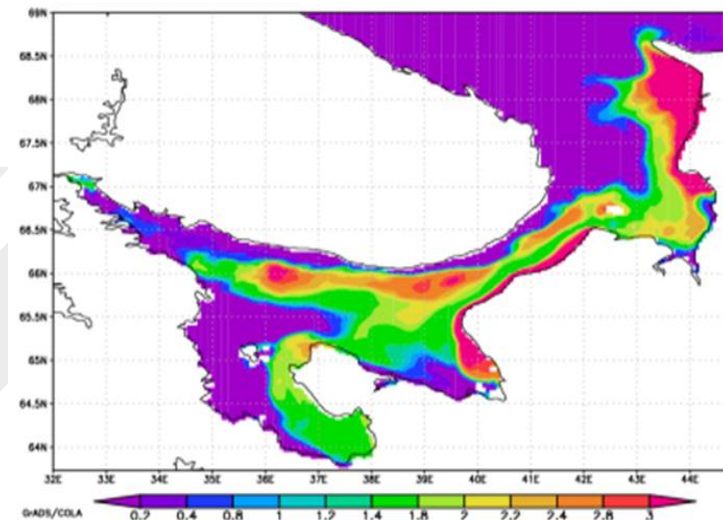 69N
68.5N
68N
67.5N
67N
66.5N
66N
65.5N
65N
64.5N
64N
32E 33E 34E 35E 36E 37E 38E 39E 40E 41E 42E 43E 44E
GrADS/COLA 0.2 0.4 0.8 1 1.2 1.4 1.8 2 2.2 2.4 2.8 3